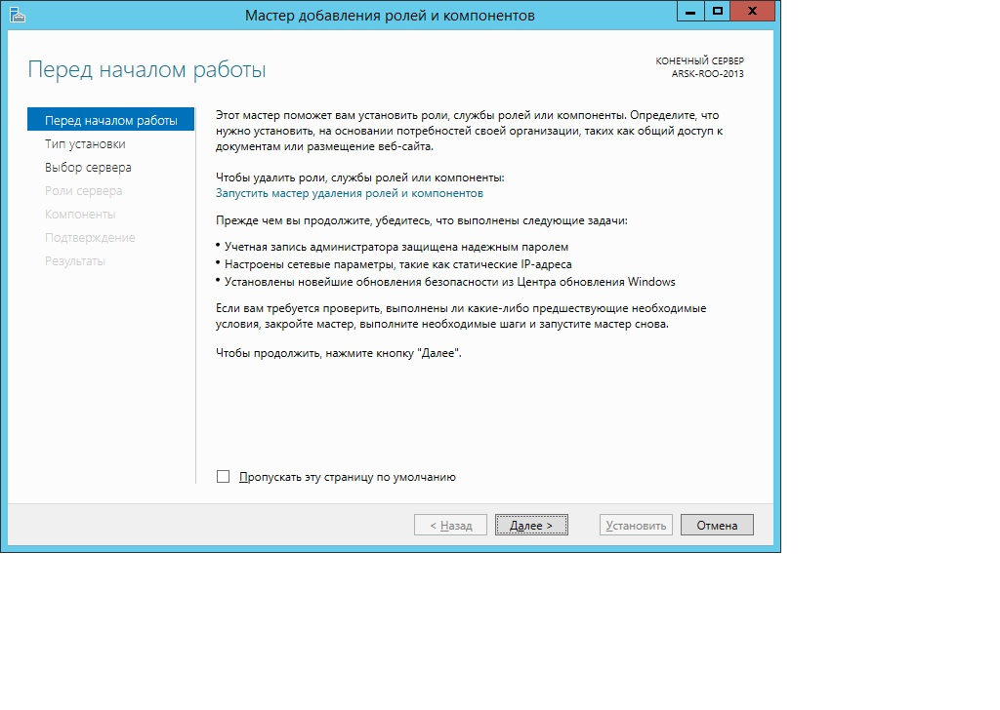 Мастер добавления ролей и компонентов
Перед началом работы
КОНЕЧНЫЙ СЕРВЕР
ARSK-ROO-2013
Перед началом работы
Тип установки
Выбор сервера
Роли сервера
Компоненты
Подтверждение
Результаты
Этот мастер поможет вам установить роли, службы ролей или компоненты. Определите, что
нужно установить, на основании потребностей своей организации, таких как общий доступ к
документам или размещение веб-сайта.
Чтобы удалить роли, службы ролей или компоненты:
Запустить мастер удаления ролей и компонентов
Прежде чем вы продолжите, убедитесь, что выполнены следующие задачи:
• Учетная запись администратора защищена надежным паролем
• Настроены сетевые параметры, такие как статические IP-адреса
• Установлены новейшие обновления безопасности из Центра обновления Windows
Если вам требуется проверить, выполнены ли какие-либо предшествующие необходимые
условия, закройте мастер, выполните необходимые шаги и запустите мастер снова.
Чтобы продолжить, нажмите кнопку "Далее".
Пропускать эту страницу по умолчанию
< Назад
Далее >
Установить
Отмена